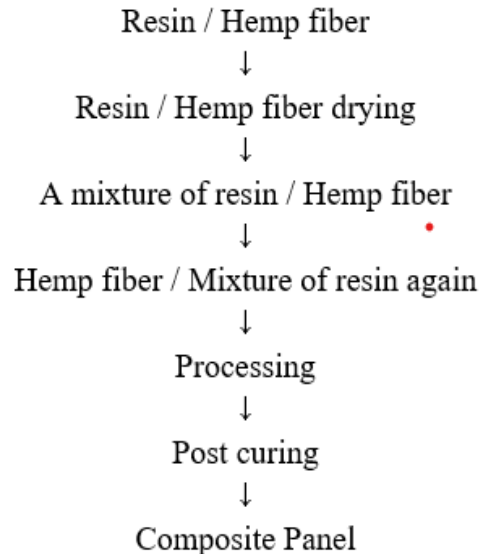 Resin / Hemp fiber
↓
Resin / Hemp fiber drying
↓
A mixture of resin / Hemp fiber
↓
Hemp fiber / Mixture of resin again
↓
Processing
↓
Post curing
↓
Composite Panel